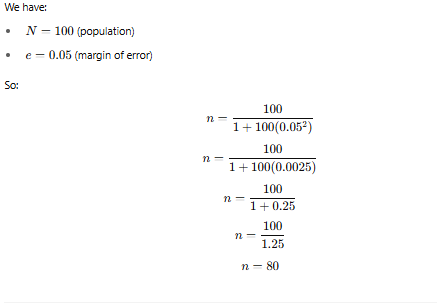 We have:
• N = 100 (population)
• e = 0.05 (margin of error)
So:
n = 100 / 1 + 100(0.05²)
n = 100 / 1 + 100(0.0025)
n = 100 / 1 + 0.25
n = 100 / 1.25
n = 80